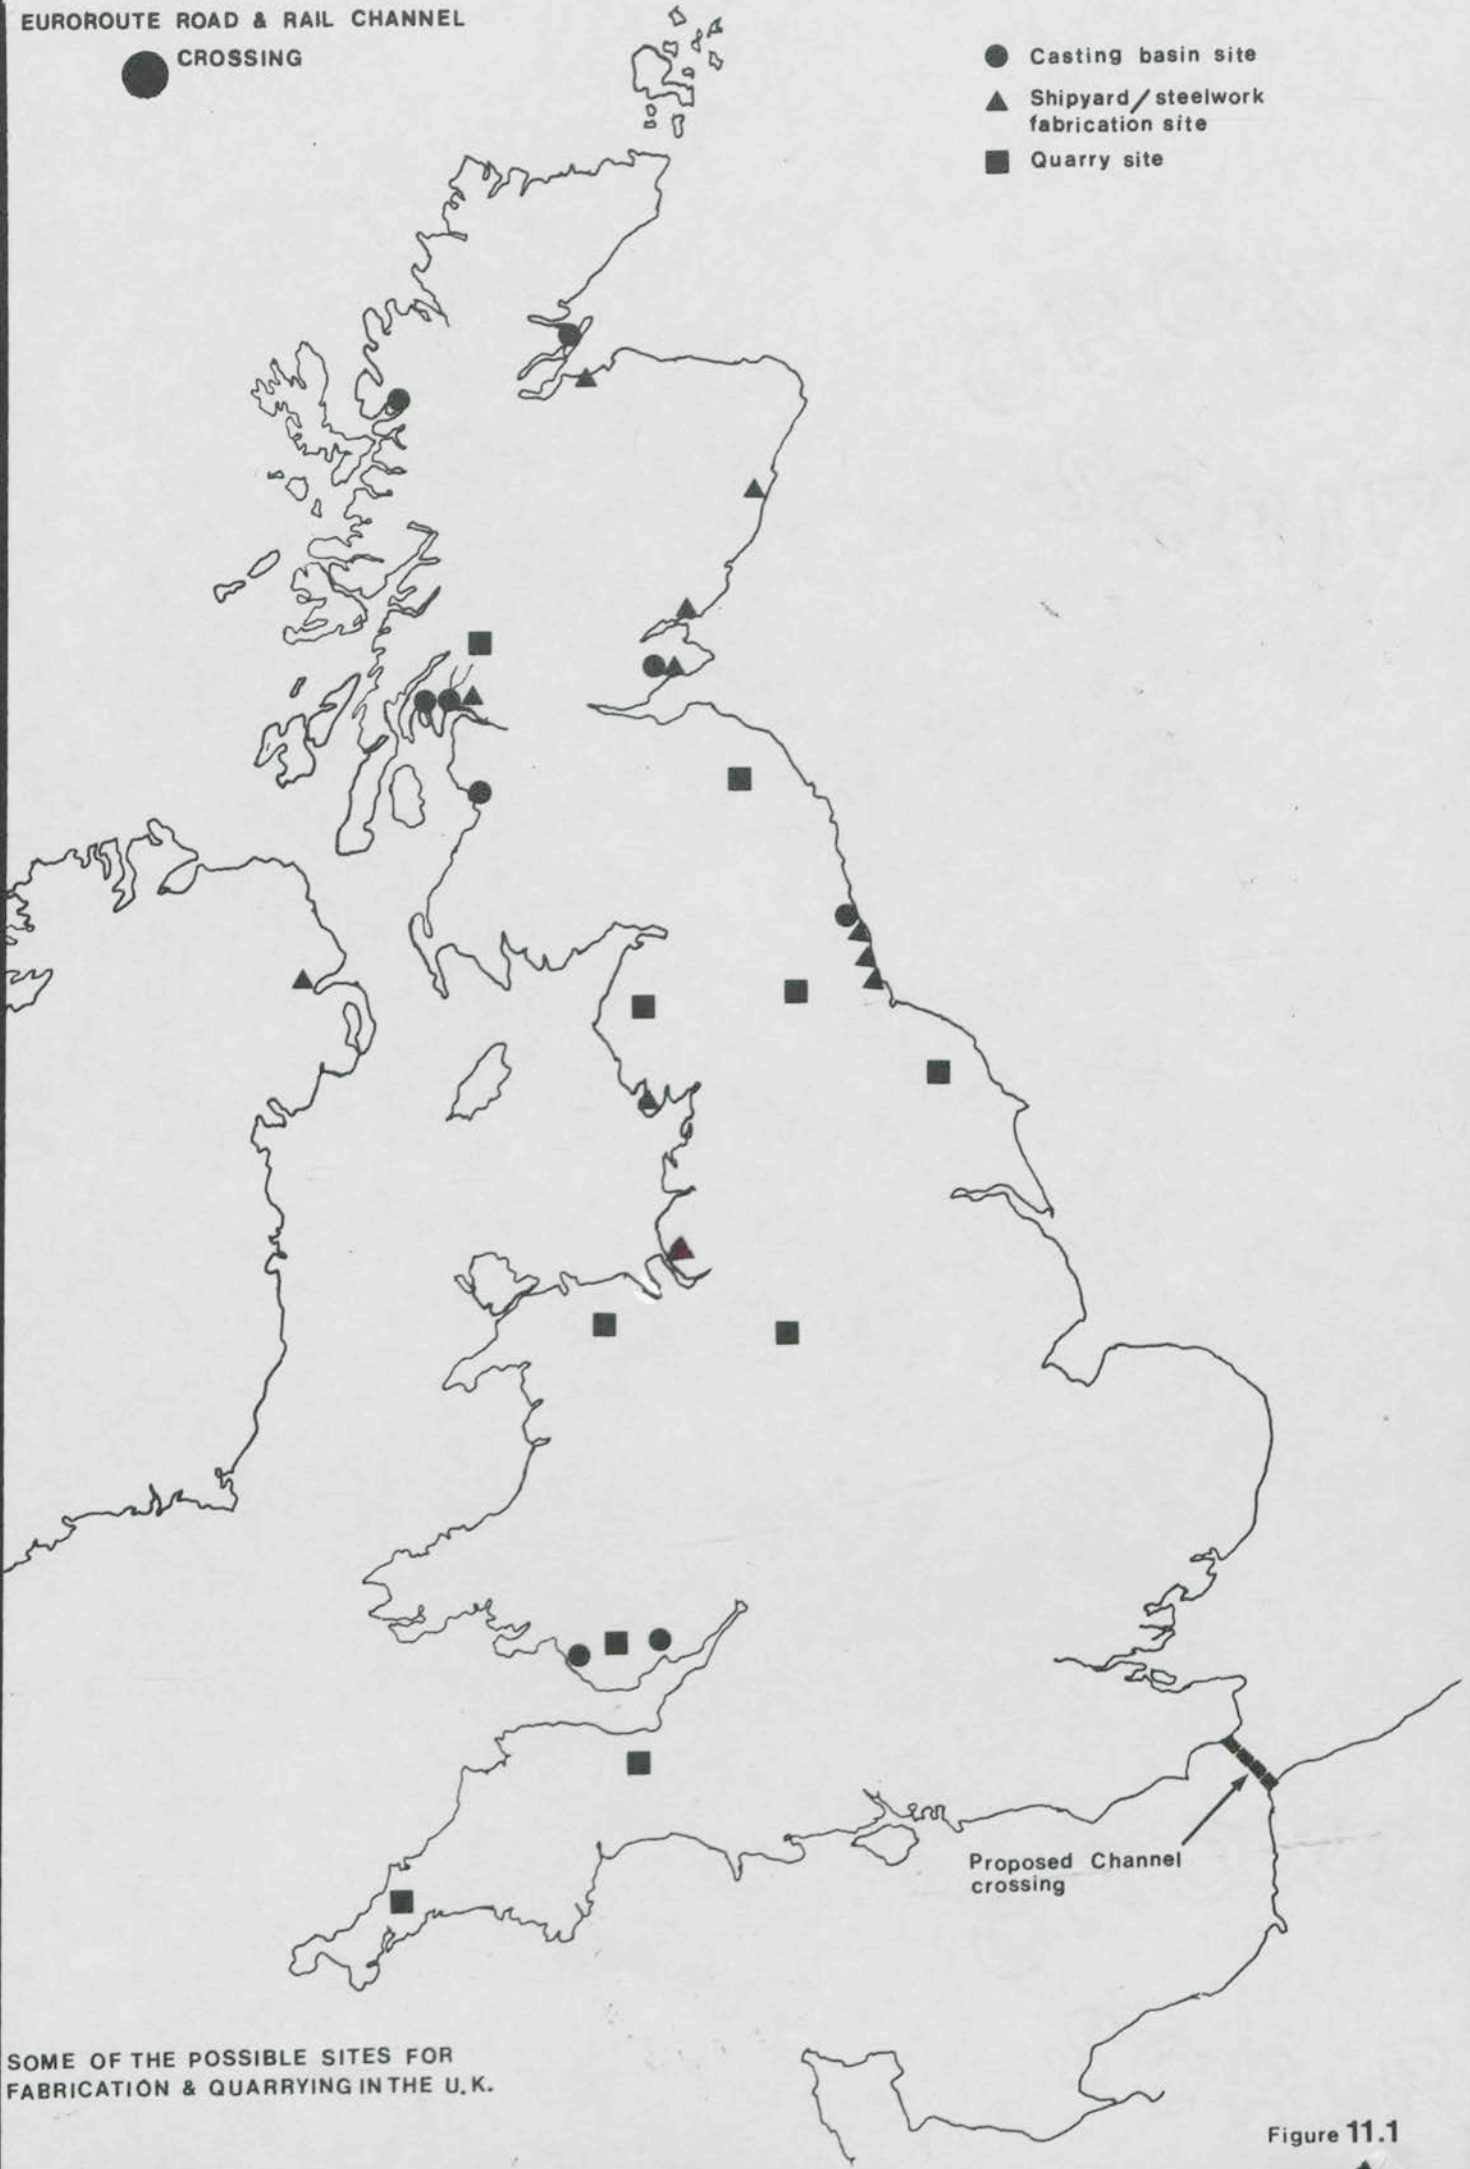 EUROROUTE ROAD & RAIL CHANNEL
CROSSING
Casting basin site
Shipyard/steelwork
fabrication site
Quarry site
Proposed Channel
crossing
SOME OF THE POSSIBLE SITES FOR
FABRICATION & QUARRYING IN THE U.K.
Figure 11.1